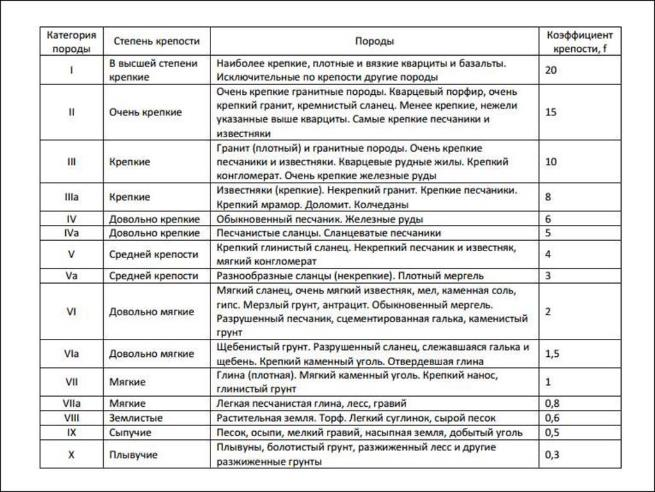 Категория породы
Степень крепости
Породы
Коэффициент крепости, f
I
В высшей степени крепкие
Наиболее крепкие, плотные и вязкие кварциты и базальты.
Исключительные по крепости другие породы
20
II
Очень крепкие
Очень крепкие гранитные породы. Кварцевый порфир, очень
крепкий гранит, кремнистый сланец. Менее крепкие, нежели
указанные выше кварциты. Самые крепкие песчаники и
известняки
15
III
Крепкие
Гранит (плотный) и гранитные породы. Очень крепкие
песчаники и известняки. Кварцевые рудные жилы. Крепкий
конгломерат. Очень крепкие железные руды
10
IIIa
Крепкие
Известняки (крепкие). Некрепкий гранит. Крепкие песчаники.
Крепкий мрамор. Доломит. Колчеданы
8
IV
Довольно крепкие
Обыкновенный песчаник. Железные руды
6
IVa
Довольно крепкие
Песчанистые сланцы. Сланцеватые песчаники
5
V
Средней крепости
Крепкий глинистый сланец. Некрепкий песчаник и известняк,
мягкий конгломерат
4
Va
Средней крепости
Разнообразные сланцы (некрепкие). Плотный мергель
3
VI
Довольно мягкие
Мягкий сланец, очень мягкий известняк, мел, каменная соль,
гипс. Мерзлый грунт, антрацит. Обыкновенный мергель.
Разрушенный песчаник, сцементированная галька, каменистый
грунт
2
VIa
Довольно мягкие
Щебенистый грунт. Разрушенный сланец, слежавшаяся галька и
щебень. Крепкий каменный уголь. Отвердевшая глина
1,5
VII
Мягкие
Глина (плотная). Мягкий каменный уголь. Крепкий нанос,
глинистый грунт
1
VIIa
Мягкие
Легкая песчанистая глина, лесс, гравий
0,8
VIII
Землистые
Растительная земля. Торф. Легкий суглинок, сырой песок
0,6
IX
Сыпучие
Песок, осыпи, мелкий гравий, насыпная земля, добытый уголь
0,5
X
Плывучие
Плывуны, болотистый грунт, разжиженный лесс и другие
разжиженные грунты
0,3